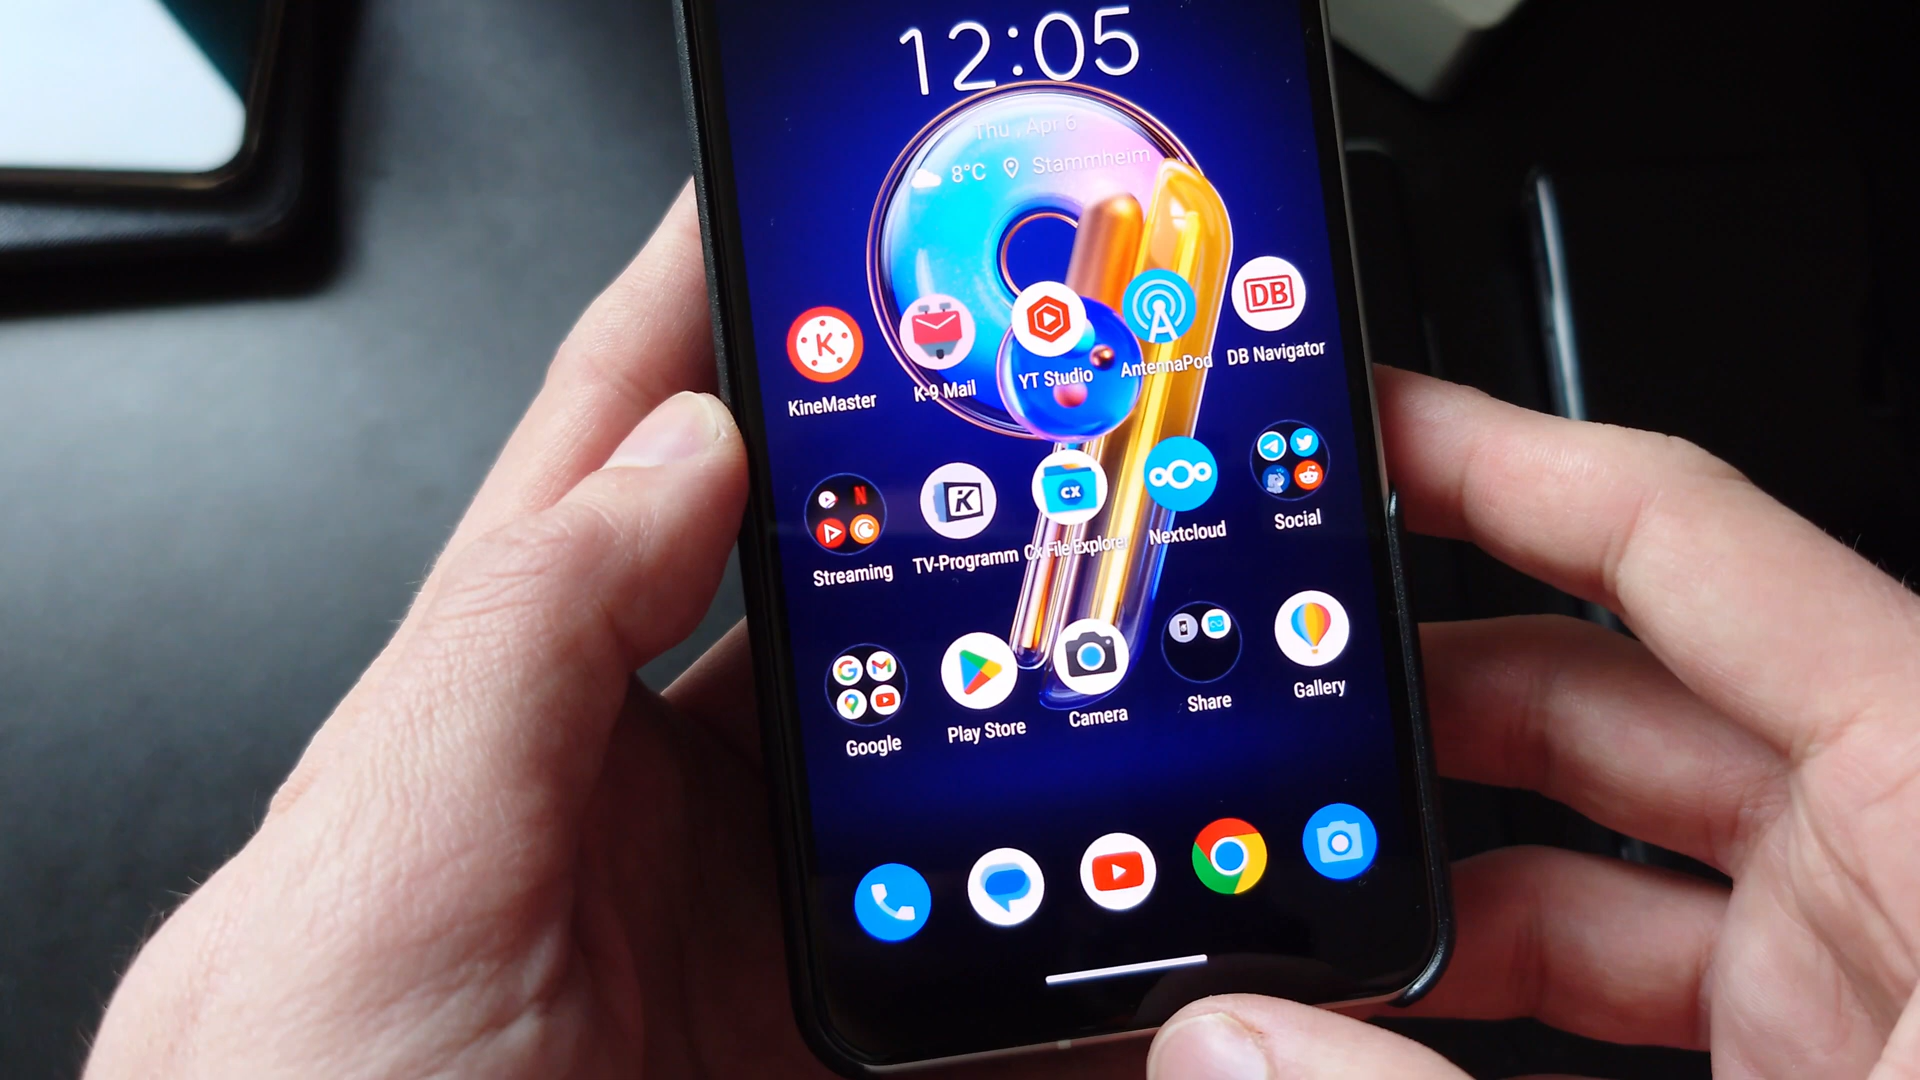 12:05
Thu , Apr 6
8°C Stammheim
DB
K
KineMaster
K-9 Mail
YT Studio
AntennaPod
DB Navigator
N
K
cx
Streaming
TV-Programm
Cx File Explorer
Nextcloud
Social
G
Google
Play Store
Camera
Share
Gallery